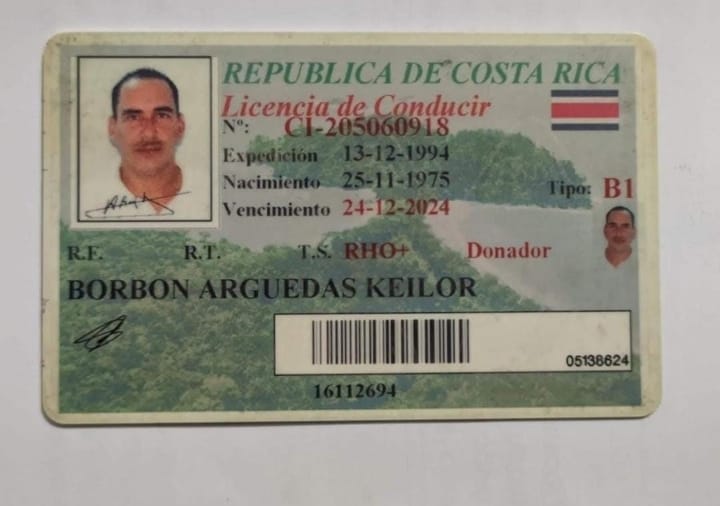 REPUBLICA DE COSTA RICA
Licencia de Conducir
Nº: CI-205060918
Expedición 13-12-1994
Nacimiento 25-11-1975 Tipo: B1
Vencimiento 24-12-2024
R.F. R.T. T.S. RHO+ Donador
BORBON ARGUEDAS KEILOR
05138624
16112694